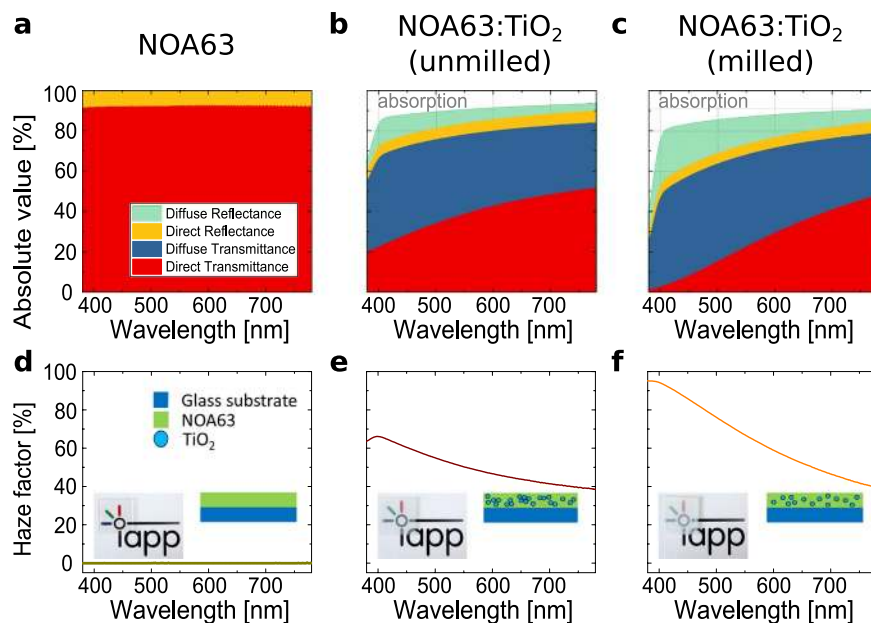 a
NOA63
b
NOA63:TiO₂
(unmilled)
c
NOA63:TiO₂
(milled)
Absolute value [%]
100
80
60
40
20
0
Diffuse Reflectance
Direct Reflectance
Diffuse Transmittance
Direct Transmittance
400 500 600 700
Wavelength [nm]
absorption
400 500 600 700
Wavelength [nm]
absorption
400 500 600 700
Wavelength [nm]
d
Haze factor [%]
100
80
60
40
20
0
Glass substrate
NOA63
TiO₂
iapp
400 500 600 700
Wavelength [nm]
e
iapp
400 500 600 700
Wavelength [nm]
f
iapp
400 500 600 700
Wavelength [nm]